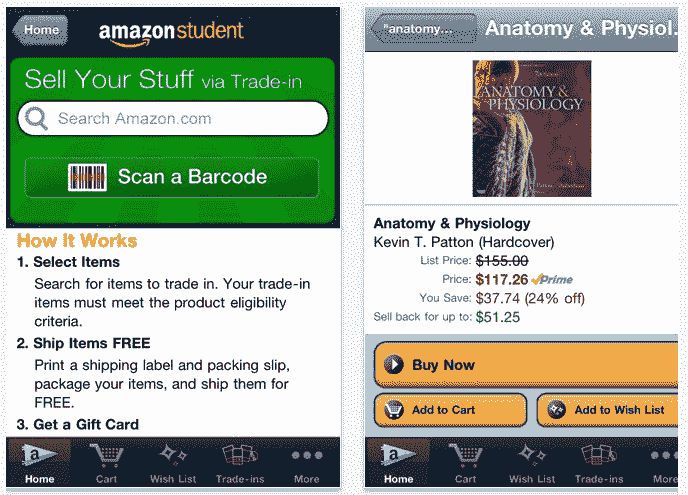 Home
amazonstudent
Sell Your Stuff via Trade-in
Search Amazon.com
Scan a Barcode
How It Works
1. Select Items
Search for items to trade in. Your trade-in
items must meet the product eligibility
criteria.
2. Ship Items FREE
Print a shipping label and packing slip,
package your items, and ship them for
FREE.
3. Get a Gift Card
a
Home
Cart
Wish List
Trade-ins
More
"anatomy...
Anatomy & Physiol.
ANATOMY &
PHYSIOLOGY
Anatomy & Physiology
Kevin T. Patton (Hardcover)
List Price: $155.00
Price: $117.26 Prime
You Save: $37.74 (24% off)
Sell back for up to: $51.25
Buy Now
Add to Cart
Add to Wish List
a
Home
Cart
Wish List
Trade-ins
More